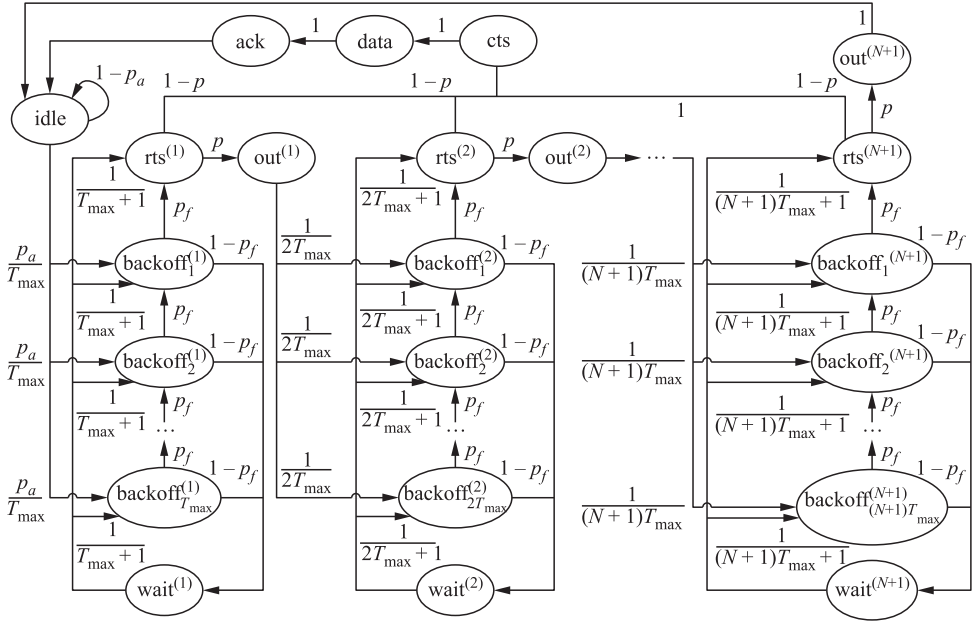 1
ack 1 data 1 cts
out^(N+1)
1 − p_a
1 − p 1 − p 1 − p p
idle 1
rts^(1) p out^(1) rts^(2) p out^(2) ... rts^(N+1)
1/(T_max + 1) 1/(2T_max + 1) 1/((N + 1)T_max + 1)
p_f p_f p_f
1 − p_f 1/(2T_max) 1 − p_f 1 − p_f
p_a/T_max backoff_1^(1) backoff_1^(2) 1/((N + 1)T_max) backoff_1^(N+1)
1/(T_max + 1) p_f 1/(2T_max + 1) p_f 1/((N + 1)T_max + 1) p_f
1 − p_f 1/(2T_max) 1 − p_f 1 − p_f
p_a/T_max backoff_2^(1) backoff_2^(2) 1/((N + 1)T_max) backoff_2^(N+1)
1/(T_max + 1) p_f 1/(2T_max + 1) p_f 1/((N + 1)T_max + 1) p_f
... ... ...
p_f p_f p_f
1 − p_f 1/(2T_max) 1 − p_f 1 − p_f
p_a/T_max backoff_T_max^(1) backoff_2T_max^(2) 1/((N + 1)T_max) backoff_(N+1)T_max^(N+1)
1/(T_max + 1) 1/(2T_max + 1) 1/((N + 1)T_max + 1)
wait^(1) wait^(2) wait^(N+1)